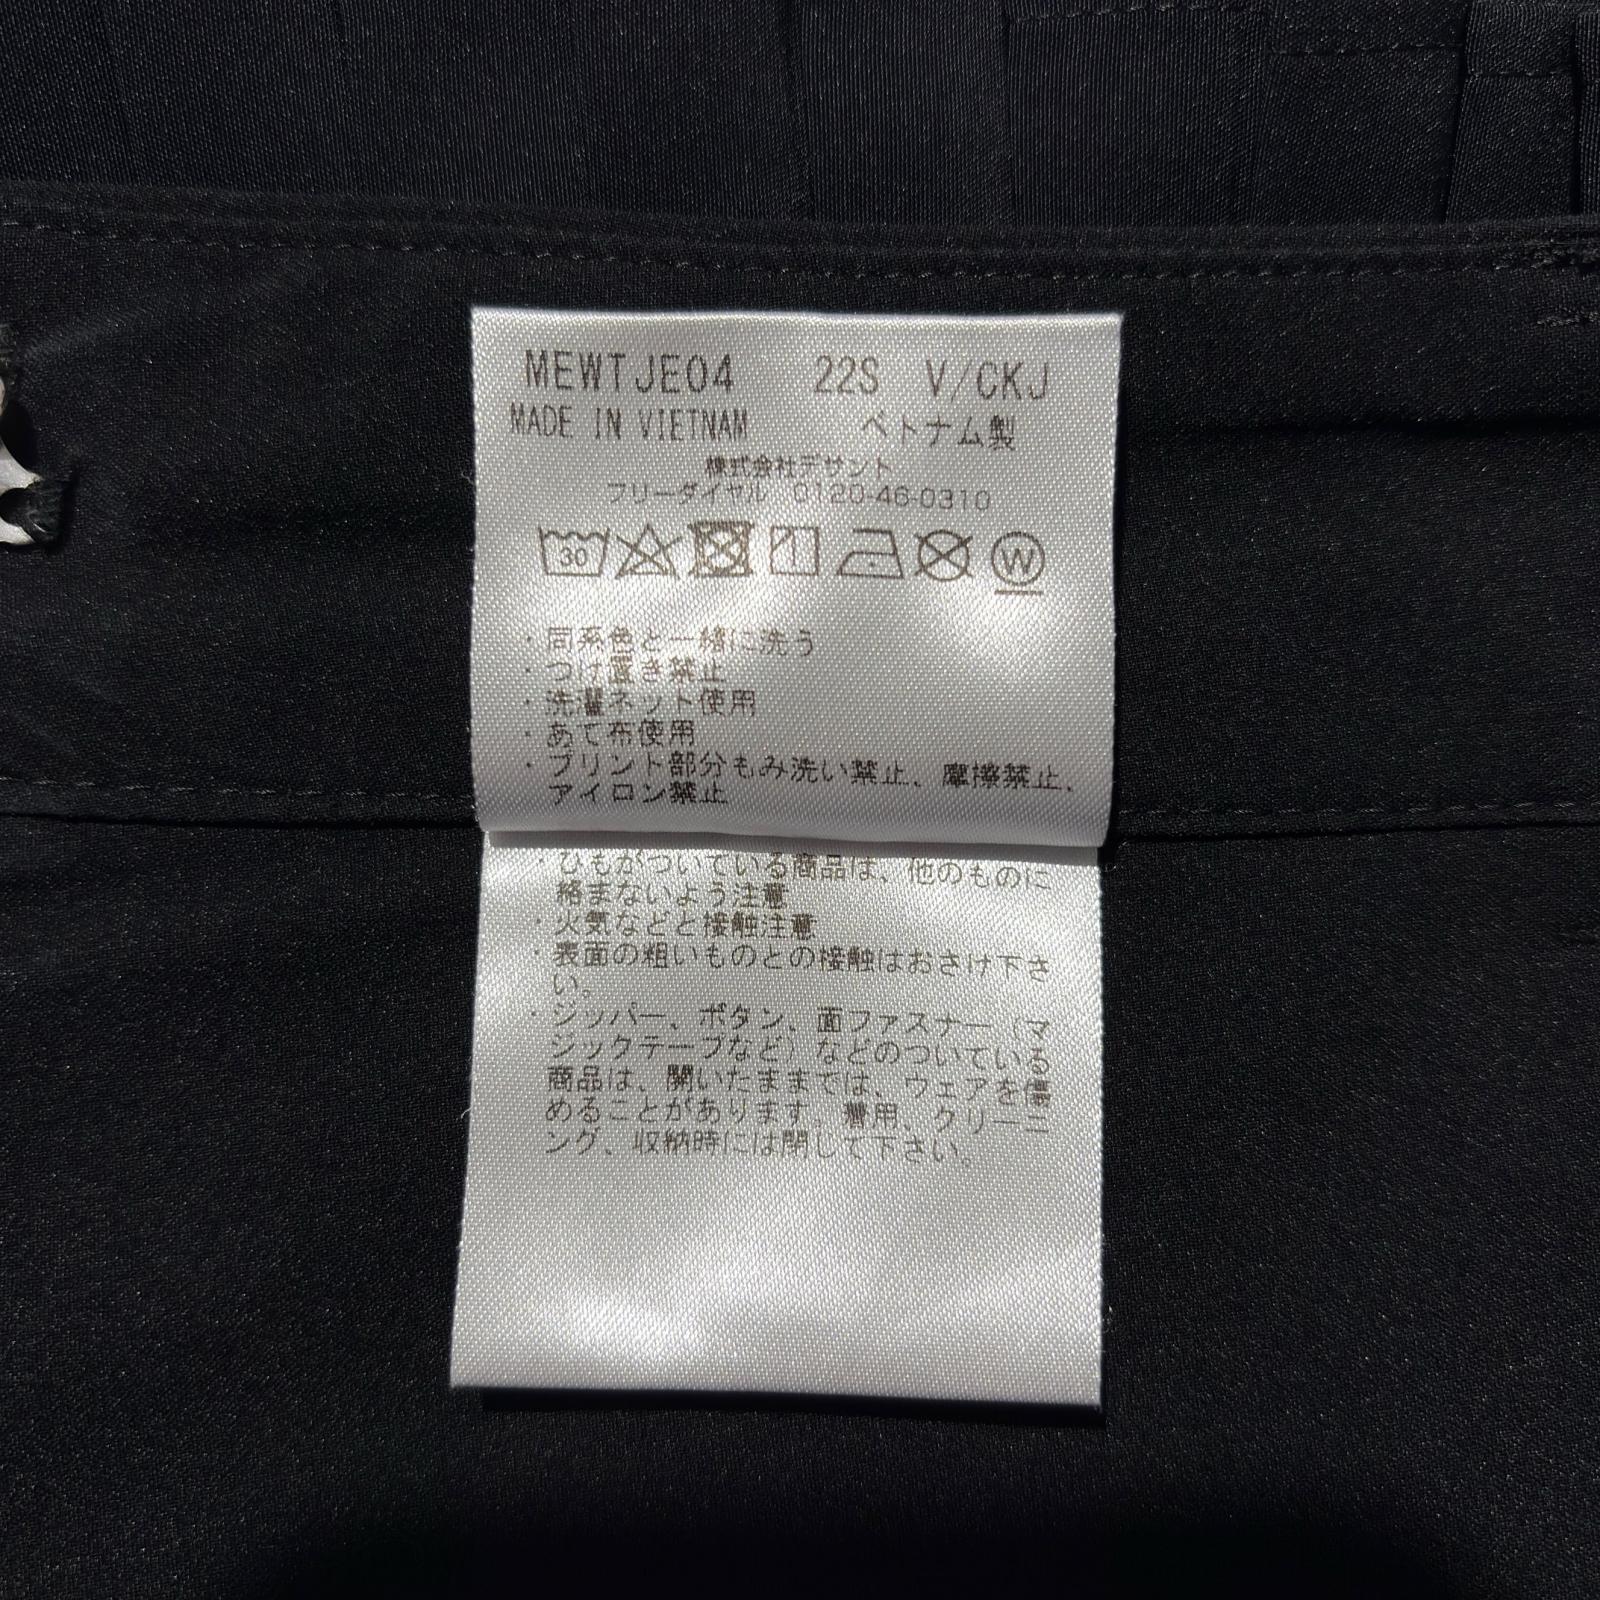 MEWTJE04 22S V/CKJ
MADE IN VIETNAM ベトナム製
株式会社デサント
フリーダイヤル 0120-46-0310
30 W
・同系色と一緒に洗う
・つけ置き禁止
・洗濯ネット使用
・あて布使用
・プリント部分もみ洗い禁止、摩擦禁止、
アイロン禁止
・ひもがついている商品は、他のものに
絡まないよう注意
・火気などと接触注意
・表面の粗いものとの接触はおさけ下さ
い。
・ジッパー、ボタン、面ファスナー（マ
ジックテープなど）などのついている
商品は、開いたままでは、ウェアを傷
めることがあります。着用、クリーニ
ング、収納時には閉じて下さい。